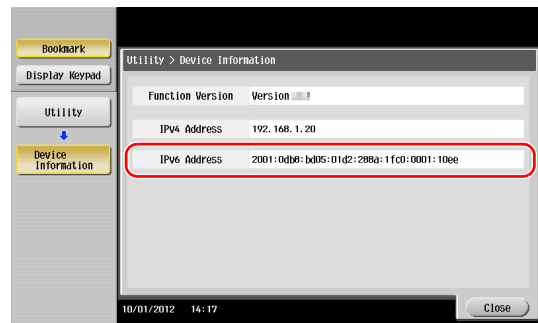 Bookmark
Display Keypad
Utility
Device
Information
Utility > Device Information
Function Version Version
IPv4 Address 192.168.1.20
IPv6 Address 2001:0db8:bd05:01d2:288a:1fc0:0001:10ee
10/01/2012 14:17
Close